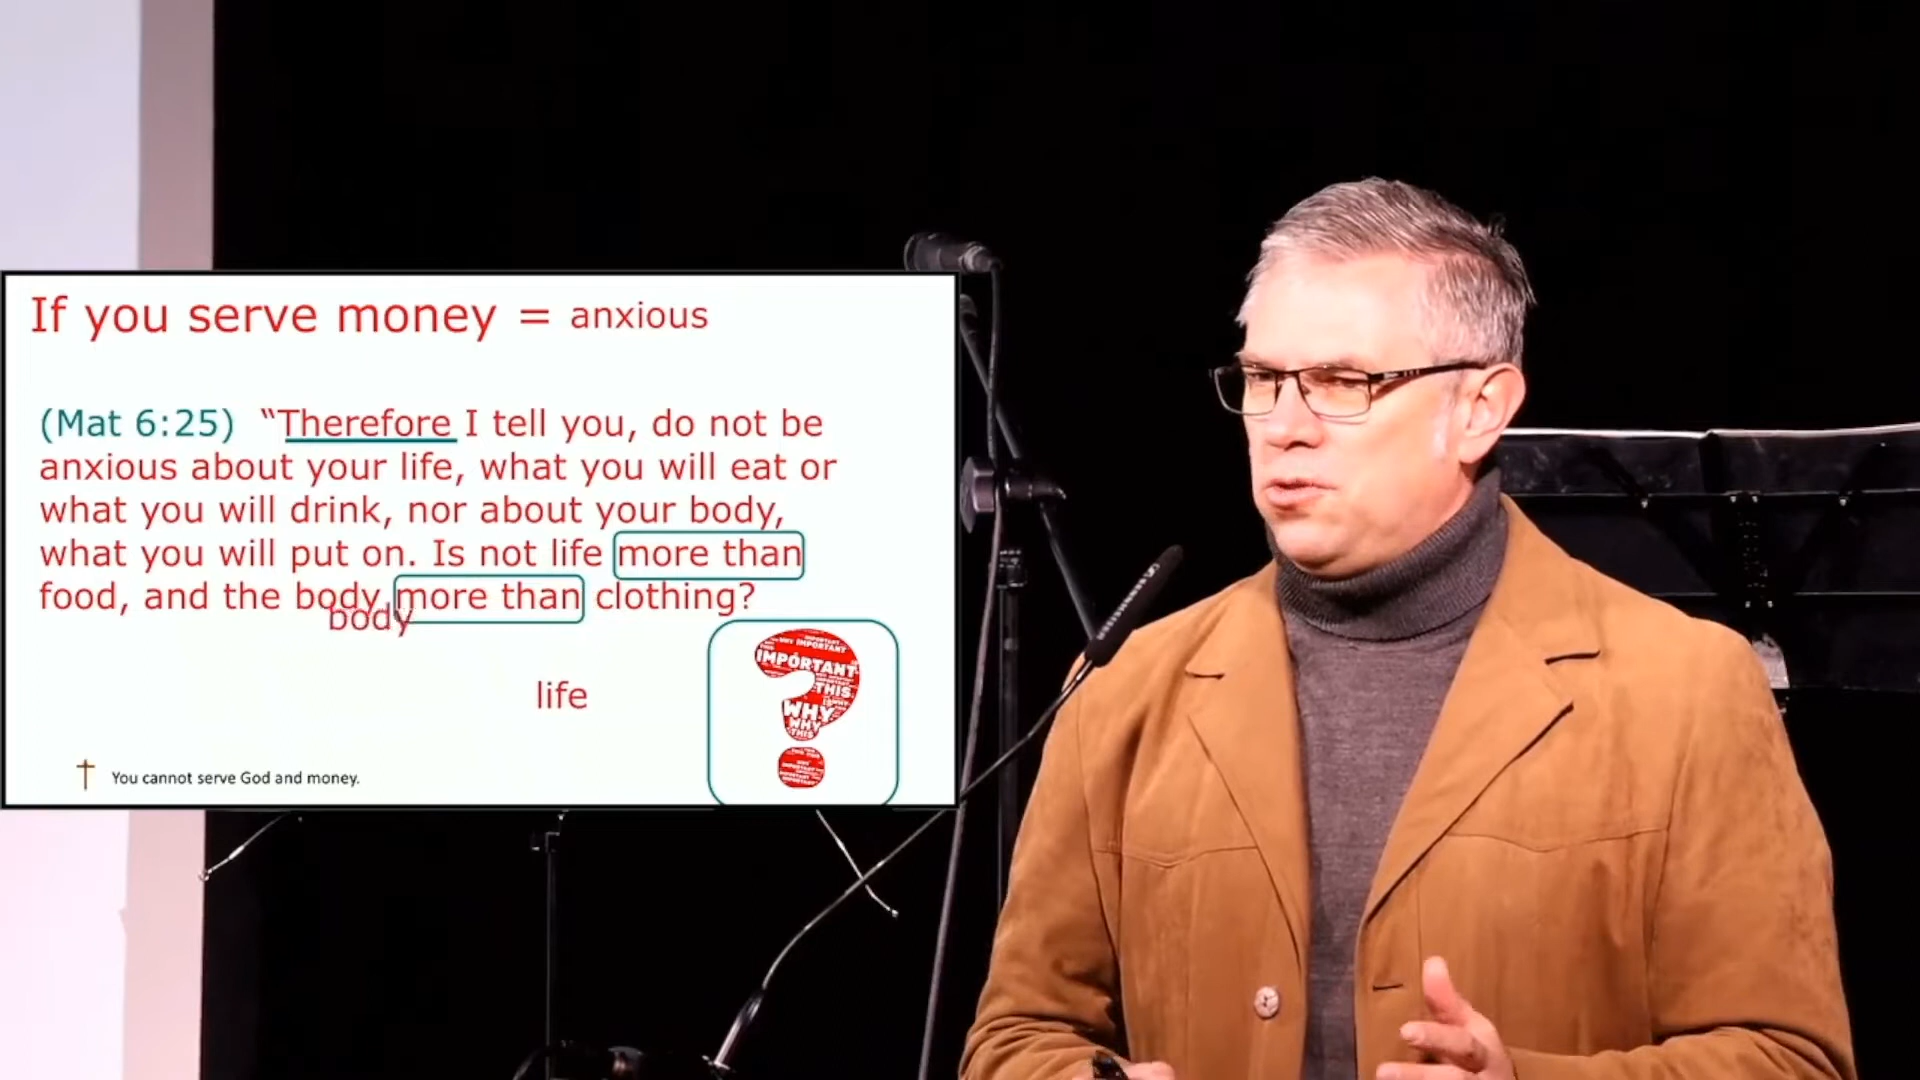 If you serve money = anxious
(Mat 6:25) “Therefore I tell you, do not be
anxious about your life, what you will eat or
what you will drink, nor about your body,
what you will put on. Is not life more than
food, and the body more than clothing?
body
life
IMPORTANT
THIS
WHY
WHY
THIS
You cannot serve God and money.